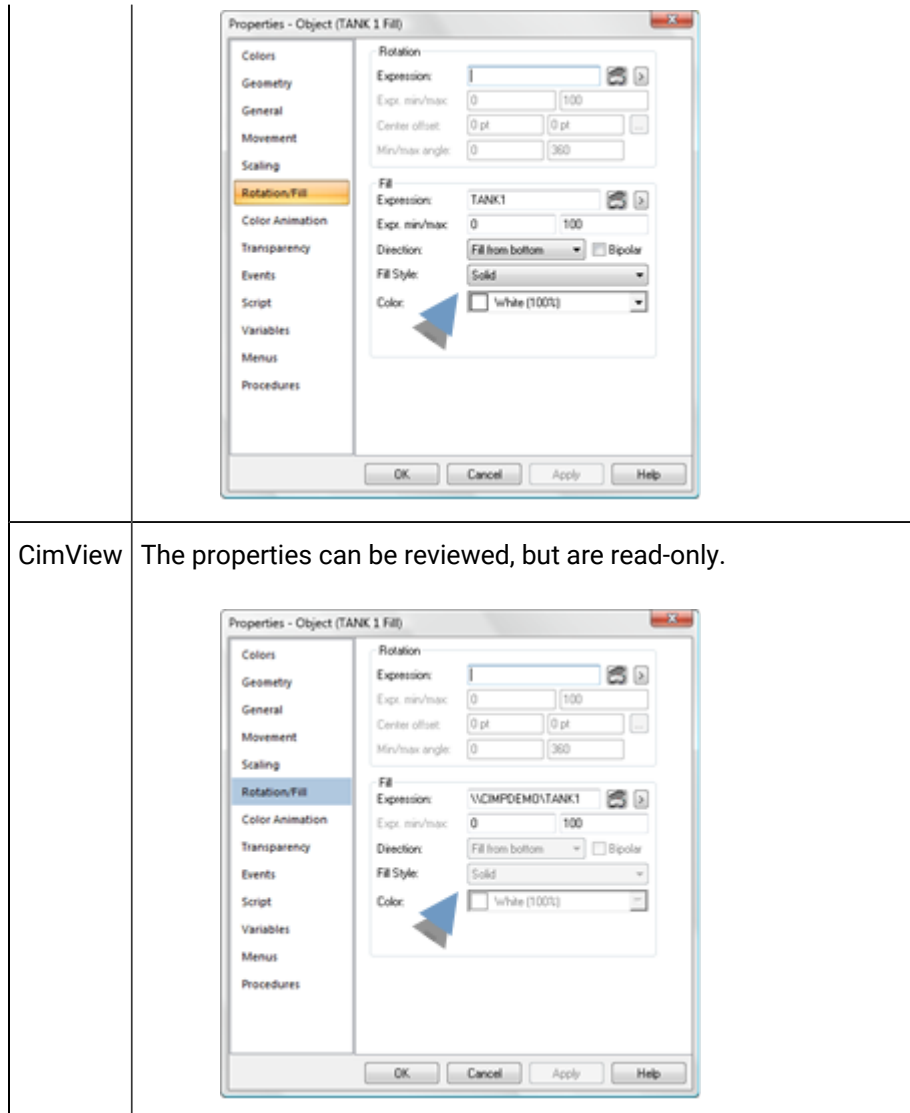 Properties - Object (TANK 1 Fill)
Colors
Geometry
General
Movement
Scaling
Rotation/Fill
Color Animation
Transparency
Events
Script
Variables
Menus
Procedures
Rotation
Expression:
Expr. min/max: 0 100
Center offset: 0 pt 0 pt ...
Min/max angle: 0 360
Fill
Expression: TANK1
Expr. min/max: 0 100
Direction: Fill from bottom Bipolar
Fill Style: Solid
Color: White (100%)
OK Cancel Apply Help
CimView
The properties can be reviewed, but are read-only.
Properties - Object (TANK 1 Fill)
Colors
Geometry
General
Movement
Scaling
Rotation/Fill
Color Animation
Transparency
Events
Script
Variables
Menus
Procedures
Rotation
Expression:
Expr. min/max: 0 100
Center offset: 0 pt 0 pt ...
Min/max angle: 0 360
Fill
Expression: \\CIMPDEMO\TANK1
Expr. min/max: 0 100
Direction: Fill from bottom Bipolar
Fill Style: Solid
Color: White (100%)
OK Cancel Apply Help